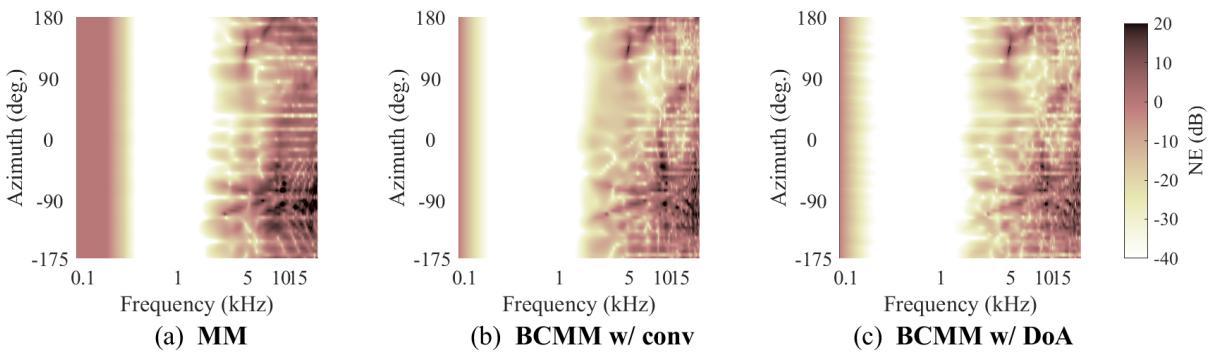 180
90
0
-90
-175
Azimuth (deg.)
0.1 1 5 1015
Frequency (kHz)
(a) MM
180
90
0
-90
-175
Azimuth (deg.)
0.1 1 5 1015
Frequency (kHz)
(b) BCMM w/ conv
180
90
0
-90
-175
Azimuth (deg.)
0.1 1 5 1015
Frequency (kHz)
(c) BCMM w/ DoA
20
10
0
-10
-20
-30
-40
NE (dB)